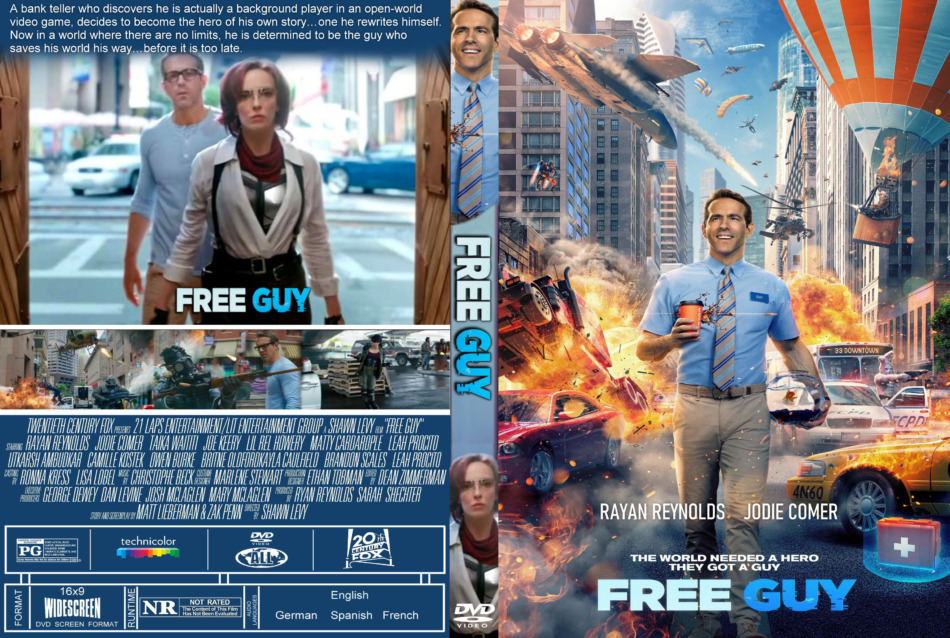 A bank teller who discovers he is actually a background player in an open-world
video game, decides to become the hero of his own story...one he rewrites himself.
Now in a world where there are no limits, he is determined to be the guy who
saves his world his way...before it is too late.
FREE GUY
TWENTIETH CENTURY FOX PRESENTS 21 LAPS ENTERTAINMENT/LIT ENTERTAINMENT GROUP & SHAWN LEVY FILM "FREE GUY"
STARRING RAYAN REYNOLDS JODIE COMER TAIKA WAITITI JOE KEERY LIL REL HOWERY MATTY CARDAROPLE LEAH PROCITO
UTKARSH AMBUDKAR CAMILLE KOSTEK OWEN BURKE KAYLA CAULFIELD BRANDON SCALES LEAH PROCITO
CASTING BY RONNA KRESS LISA LOBEL MUSIC BY CHRISTOPHE BECK COSTUME DESIGNER MARLENE STEWART PRODUCTION DESIGNER ETHAN TOBMAN EDITED BY DEAN ZIMMERMAN
EXECUTIVE PRODUCERS GEORGE DEWEY DAN LEVINE JOSH MCLAGLEN MARY MCLAGLEN PRODUCED BY RYAN REYNOLDS SARAH SHECHTER
STORY AND SCREENPLAY BY MATT LIEBERMAN & ZAK PENN DIRECTED BY SHAWN LEVY
PG
technicolor
DVD
VIDEO
ALL
20th
CENTURY
FOX
FORMAT
16x9
WIDESCREEN
DVD SCREEN FORMAT
RUNTIME
NR
NOT RATED
The Content of This Film
Has Not Been Evaluated
AUDIO
LANGUAGES
English
German Spanish French
FREE GUY
DVD
VIDEO
33 DOWNTOWN
4N60
RAYAN REYNOLDS JODIE COMER
THE WORLD NEEDED A HERO
THEY GOT A GUY
FREE GUY